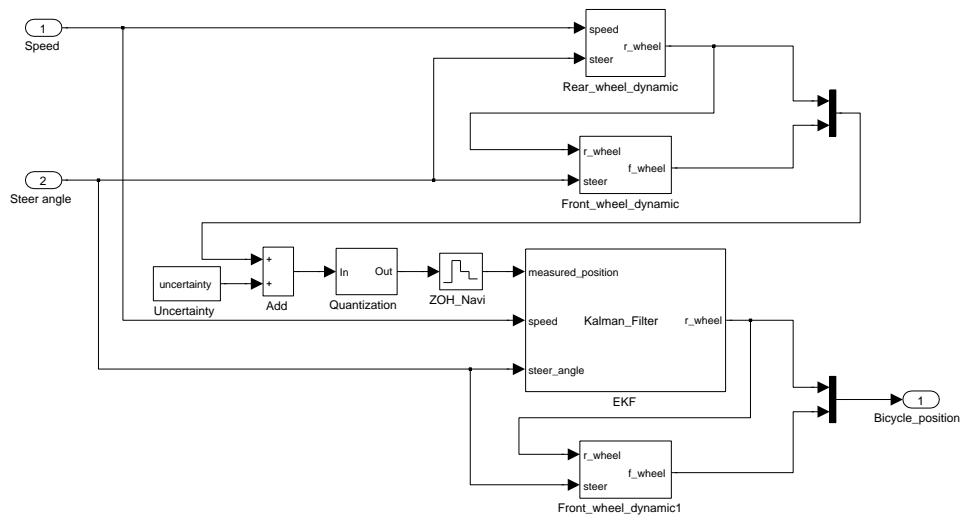 1
Speed
speed
steer
r_wheel
Rear_wheel_dynamic
r_wheel
steer
f_wheel
Front_wheel_dynamic
2
Steer angle
uncertainty
Uncertainty
+
+
Add
In
Out
Quantization
ZOH_Navi
measured_position
speed
steer_angle
Kalman_Filter
r_wheel
EKF
r_wheel
steer
f_wheel
Front_wheel_dynamic1
1
Bicycle_position